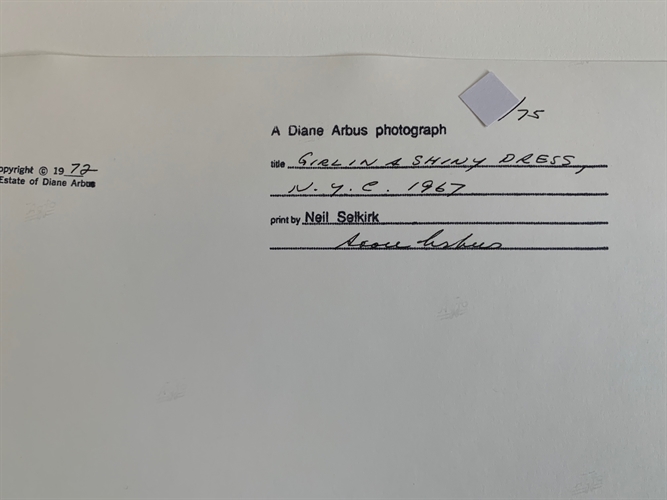 /75
A Diane Arbus photograph
title GIRL IN A SHINY DRESS,
N.Y.C. 1967
print by Neil Selkirk
opyright © 1972
Estate of Diane Arbus